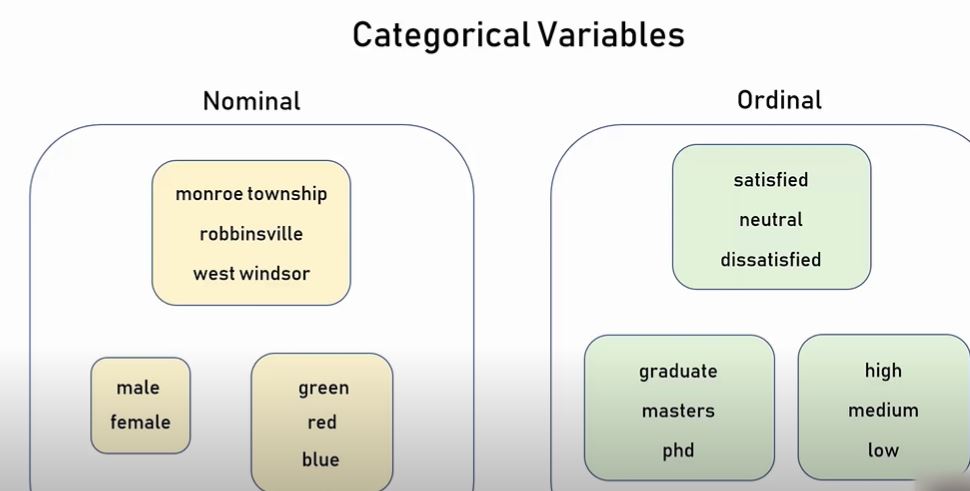 Categorical Variables
Nominal
monroe township
robbinsville
west windsor
male
female
green
red
blue
Ordinal
satisfied
neutral
dissatisfied
graduate
masters
phd
high
medium
low